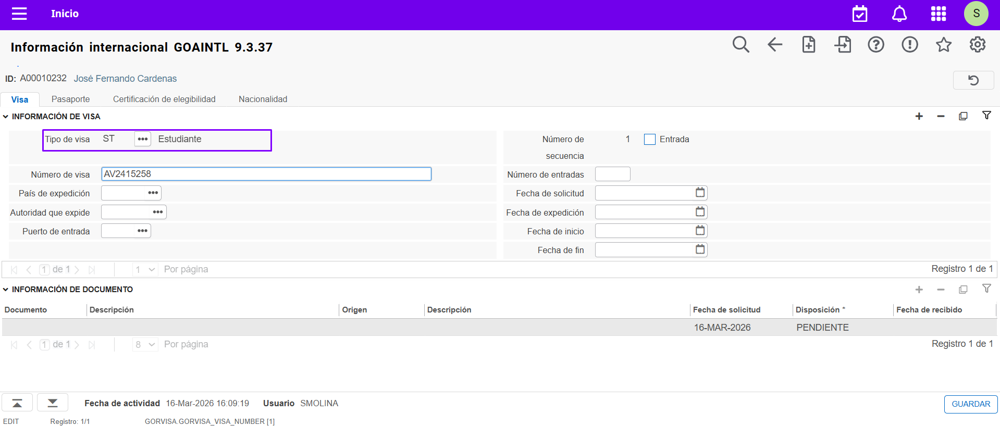 Inicio
S
Información internacional GOAINTL 9.3.37
ID: A00010232 José Fernando Cardenas
Visa Pasaporte Certificación de elegibilidad Nacionalidad
INFORMACIÓN DE VISA
Tipo de visa ST ••• Estudiante
Número de secuencia 1 Entrada
Número de visa AV2415258
Número de entradas
País de expedición •••
Fecha de solicitud
Autoridad que expide •••
Fecha de expedición
Puerto de entrada •••
Fecha de inicio
Fecha de fin
1 de 1 1 Por página Registro 1 de 1
INFORMACIÓN DE DOCUMENTO
Documento Descripción Origen Descripción Fecha de solicitud Disposición * Fecha de recibido
16-MAR-2026 PENDIENTE
1 de 1 8 Por página Registro 1 de 1
Fecha de actividad 16-Mar-2026 16:09:19 Usuario SMOLINA
GUARDAR
EDIT Registro: 1/1 GORVISA.GORVISA_VISA_NUMBER [1]